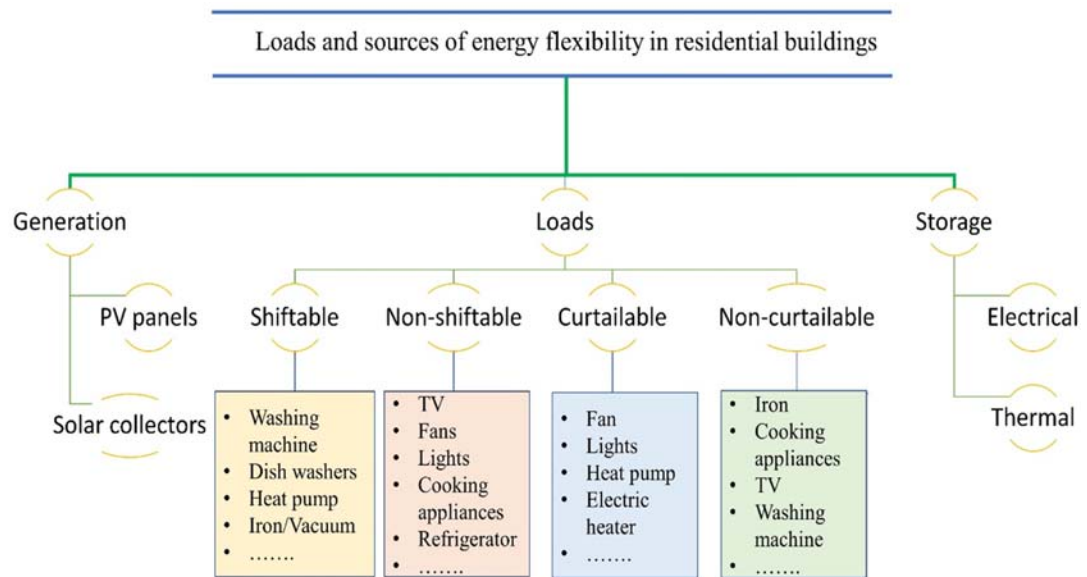 Loads and sources of energy flexibility in residential buildings
Generation
Loads
Storage
PV panels
Solar collectors
Shiftable
Non-shiftable
Curtailable
Non-curtailable
Electrical
Thermal
• Washing
machine
• Dish washers
• Heat pump
• Iron/Vacuum
• …….
• TV
• Fans
• Lights
• Cooking
appliances
• Refrigerator
• …….
• Fan
• Lights
• Heat pump
• Electric
heater
• …….
• Iron
• Cooking
appliances
• TV
• Washing
machine
• …….